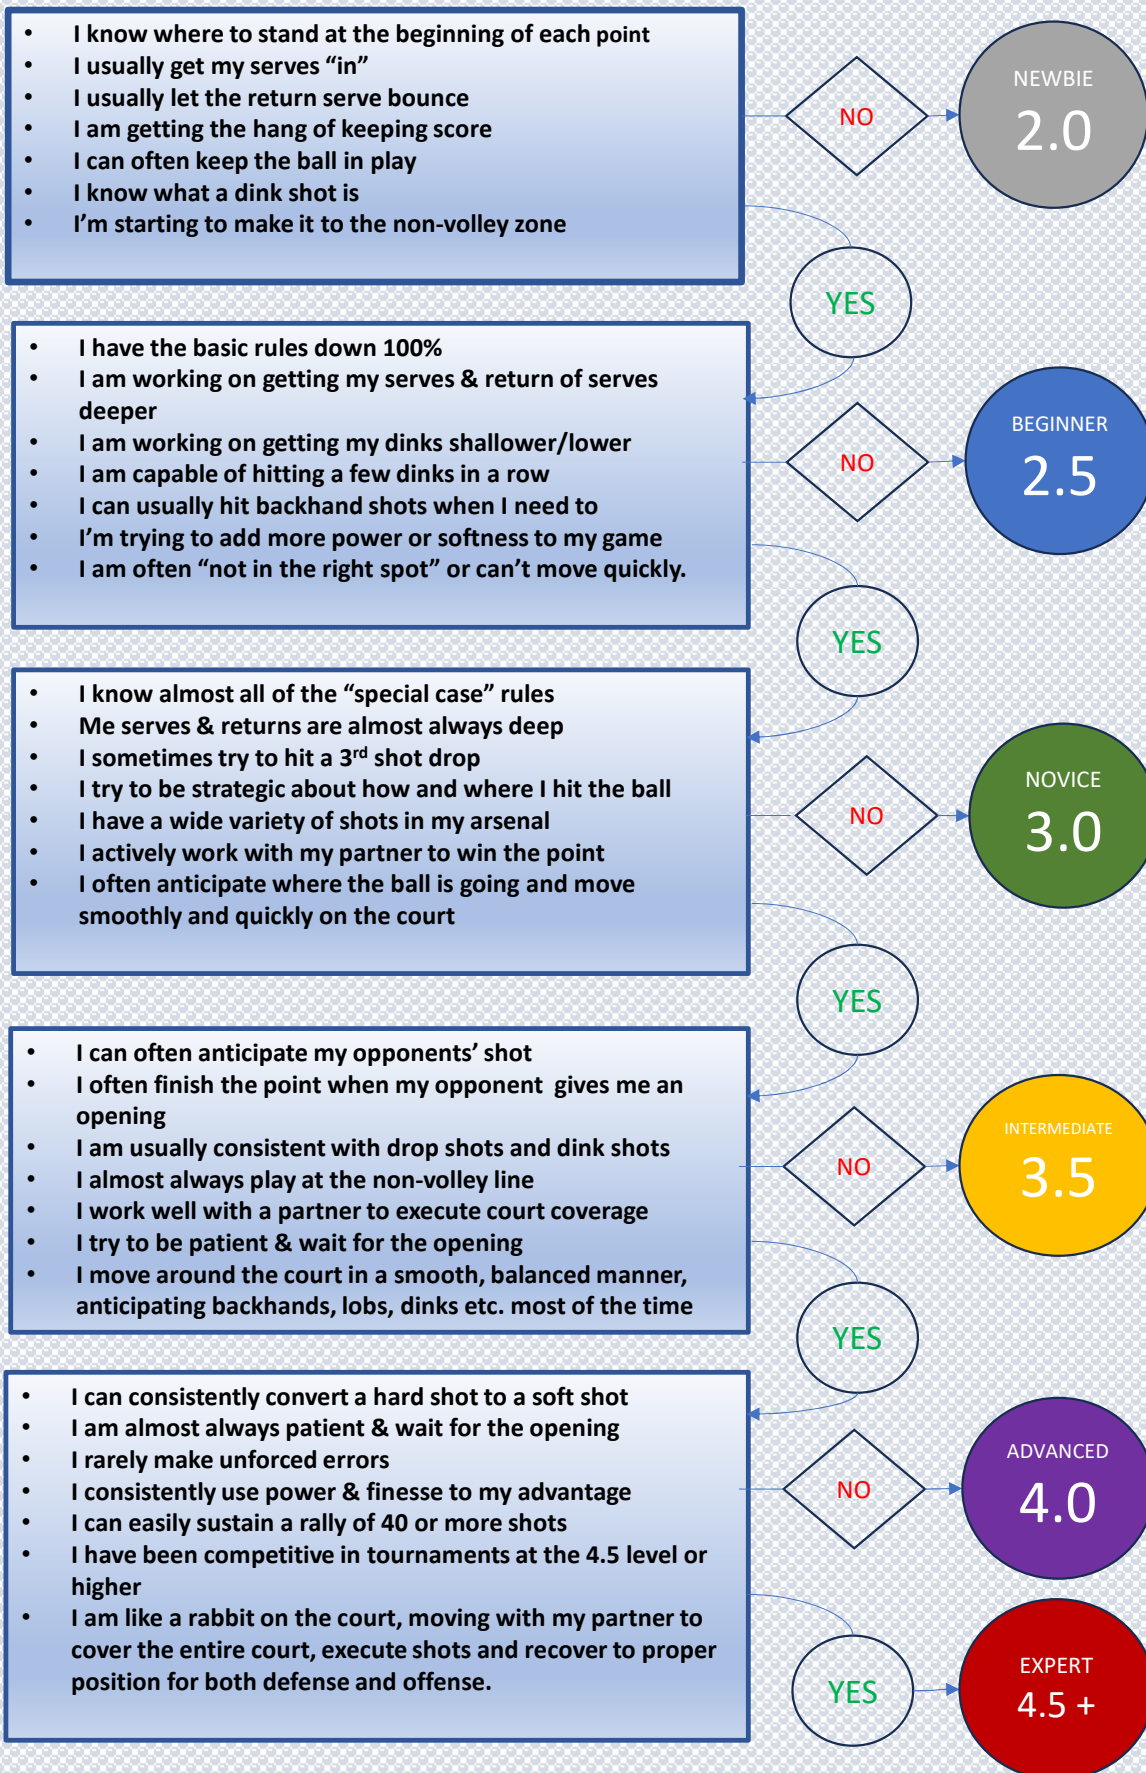 • I know where to stand at the beginning of each point
• I usually get my serves “in”
• I usually let the return serve bounce
• I am getting the hang of keeping score
• I can often keep the ball in play
• I know what a dink shot is
• I’m starting to make it to the non-volley zone
NO
NEWBIE
2.0
YES
• I have the basic rules down 100%
• I am working on getting my serves & return of serves
deeper
• I am working on getting my dinks shallower/lower
• I am capable of hitting a few dinks in a row
• I can usually hit backhand shots when I need to
• I’m trying to add more power or softness to my game
• I am often “not in the right spot” or can’t move quickly.
NO
BEGINNER
2.5
YES
• I know almost all of the “special case” rules
• Me serves & returns are almost always deep
• I sometimes try to hit a 3rd shot drop
• I try to be strategic about how and where I hit the ball
• I have a wide variety of shots in my arsenal
• I actively work with my partner to win the point
• I often anticipate where the ball is going and move
smoothly and quickly on the court
NO
NOVICE
3.0
YES
• I can often anticipate my opponents’ shot
• I often finish the point when my opponent gives me an
opening
• I am usually consistent with drop shots and dink shots
• I almost always play at the non-volley line
• I work well with a partner to execute court coverage
• I try to be patient & wait for the opening
• I move around the court in a smooth, balanced manner,
anticipating backhands, lobs, dinks etc. most of the time
NO
INTERMEDIATE
3.5
YES
• I can consistently convert a hard shot to a soft shot
• I am almost always patient & wait for the opening
• I rarely make unforced errors
• I consistently use power & finesse to my advantage
• I can easily sustain a rally of 40 or more shots
• I have been competitive in tournaments at the 4.5 level or
higher
• I am like a rabbit on the court, moving with my partner to
cover the entire court, execute shots and recover to proper
position for both defense and offense.
NO
ADVANCED
4.0
YES
EXPERT
4.5 +